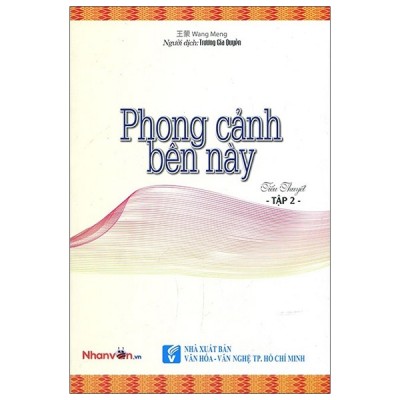 王蒙 Wang Meng
Người dịch: Trương Gia Quyền
Phong cảnh
bên này
Tiểu Thuyết
- TẬP 2 -
Nhanvăn.vn
NHÀ XUẤT BẢN
VĂN HÓA - VĂN NGHỆ TP. HỒ CHÍ MINH